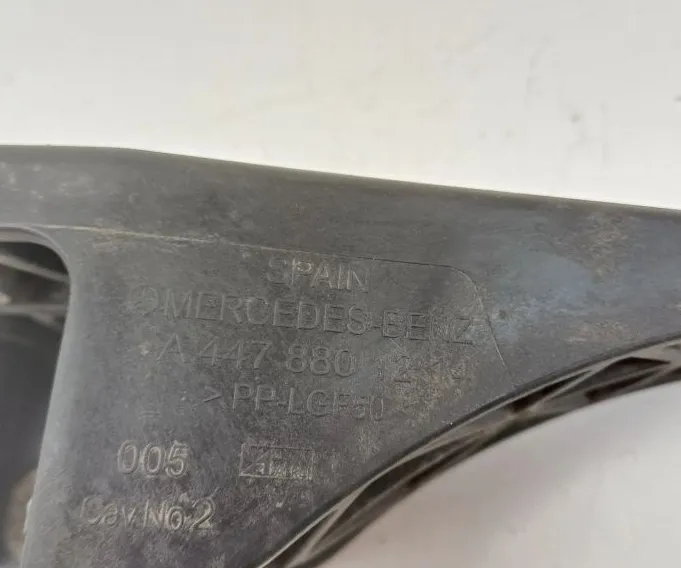 SPAIN
MERCEDES-BENZ
A 447 880 12 14
>PP-LGF50
005
Cav.No.2